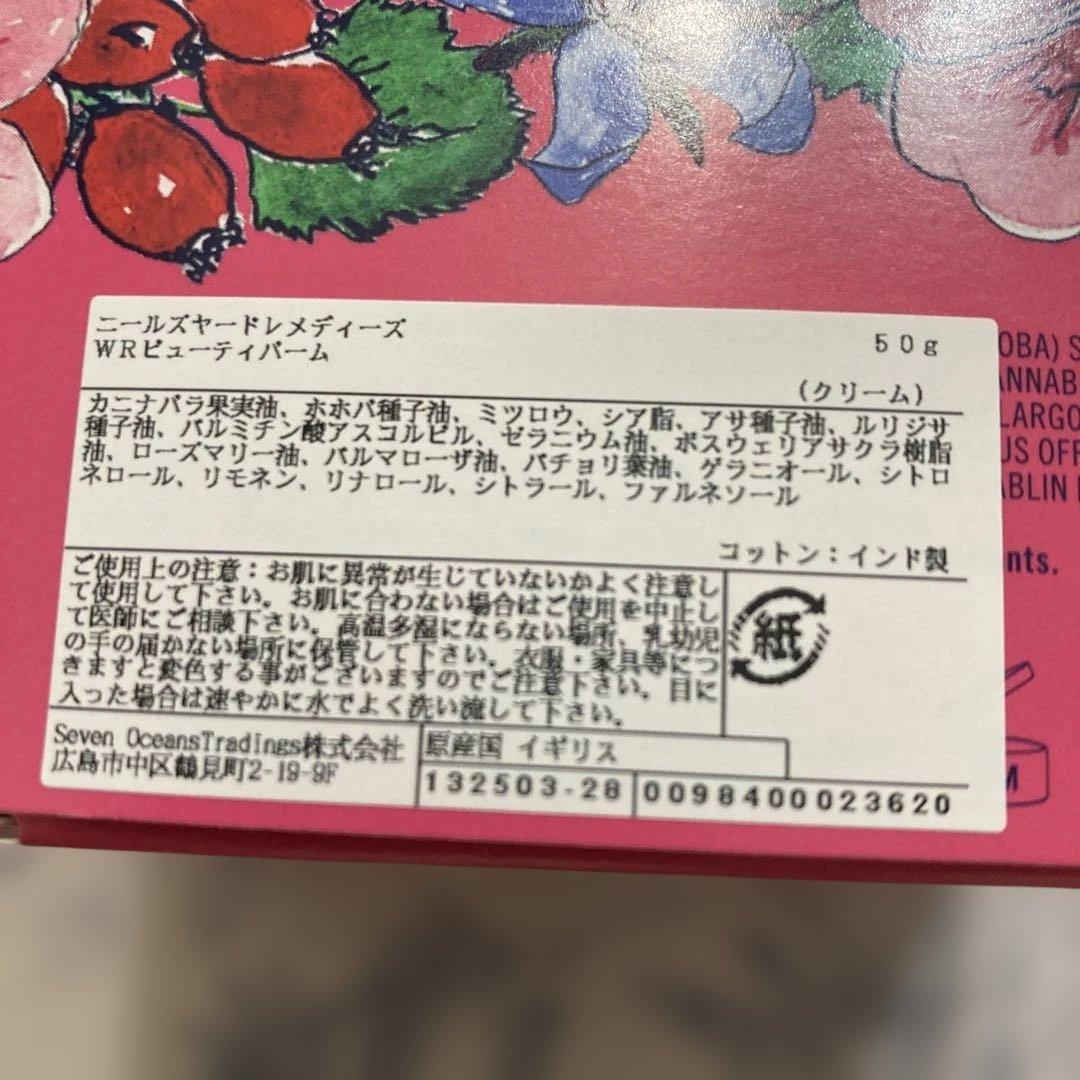 ニールズヤードレメディーズ
WRビューティバーム
50g
(クリーム)
カニナバラ果実油、ホホバ種子油、ミツロウ、シア脂、アサ種子油、ルリジサ
種子油、パルミチン酸アスコルビル、ゼラニウム油、ボスウェリアサクラ樹脂
油、ローズマリー油、パルマローザ油、パチョリ葉油、ゲラニオール、シトロ
ネロール、リモネン、リナロール、シトラール、ファルネソール
コットン：インド製
ご使用上の注意：お肌に異常が生じていないかよく注意し
て使用して下さい。お肌に合わない場合はご使用を中止し
て医師にご相談下さい。高温多湿にならない場所、乳幼児
の手の届かない場所に保管して下さい。衣服・家具等につ
きますと変色する事がございますのでご注意下さい。目に
入った場合は速やかに水でよく洗い流して下さい。
紙
Seven OceansTradings株式会社
広島市中区鶴見町2-19-9F
原産国 イギリス
132503-28
0098400023620
OBA) S
ANNAB
LARGO
US OFF
ABLIN
nts.
M